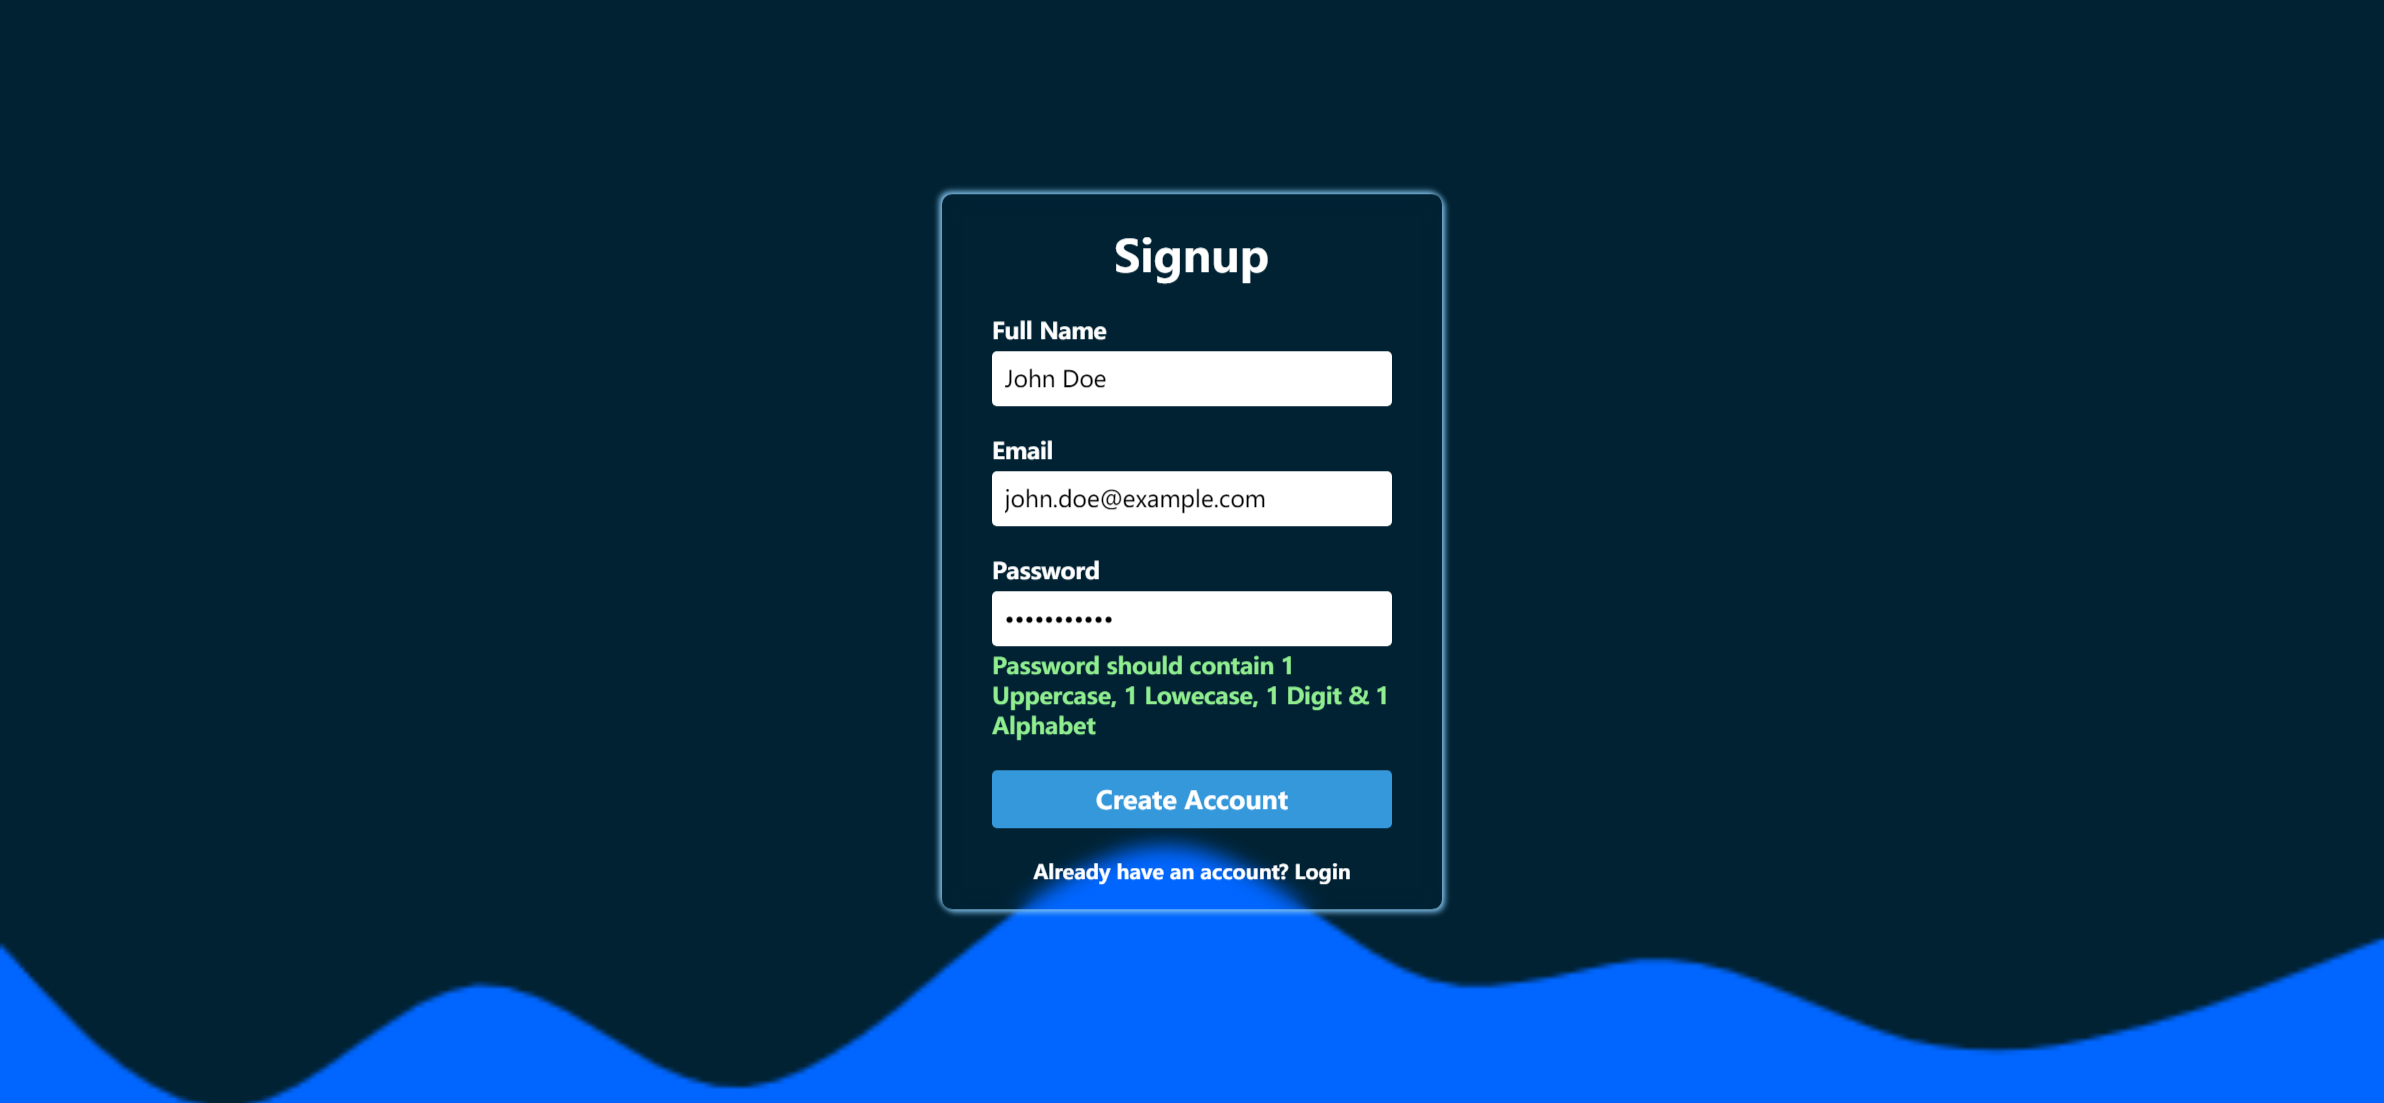 Signup
Full Name
John Doe
Email
john.doe@example.com
Password
•••••••••••
Password should contain 1
Uppercase, 1 Lowecase, 1 Digit & 1
Alphabet
Create Account
Already have an account? Login